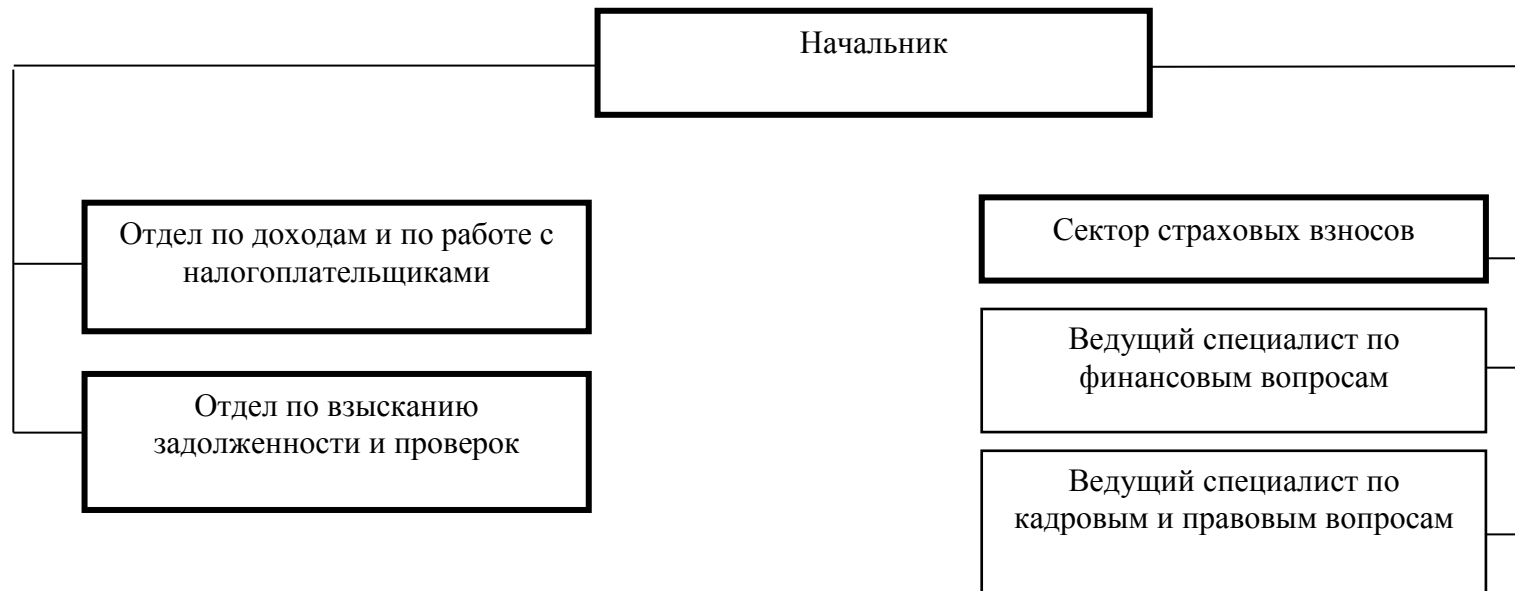 Начальник
Отдел по доходам и по работе с
налогоплательщиками
Отдел по взысканию
задолженности и проверок
Сектор страховых взносов
Ведущий специалист по
финансовым вопросам
Ведущий специалист по
кадровым и правовым вопросам